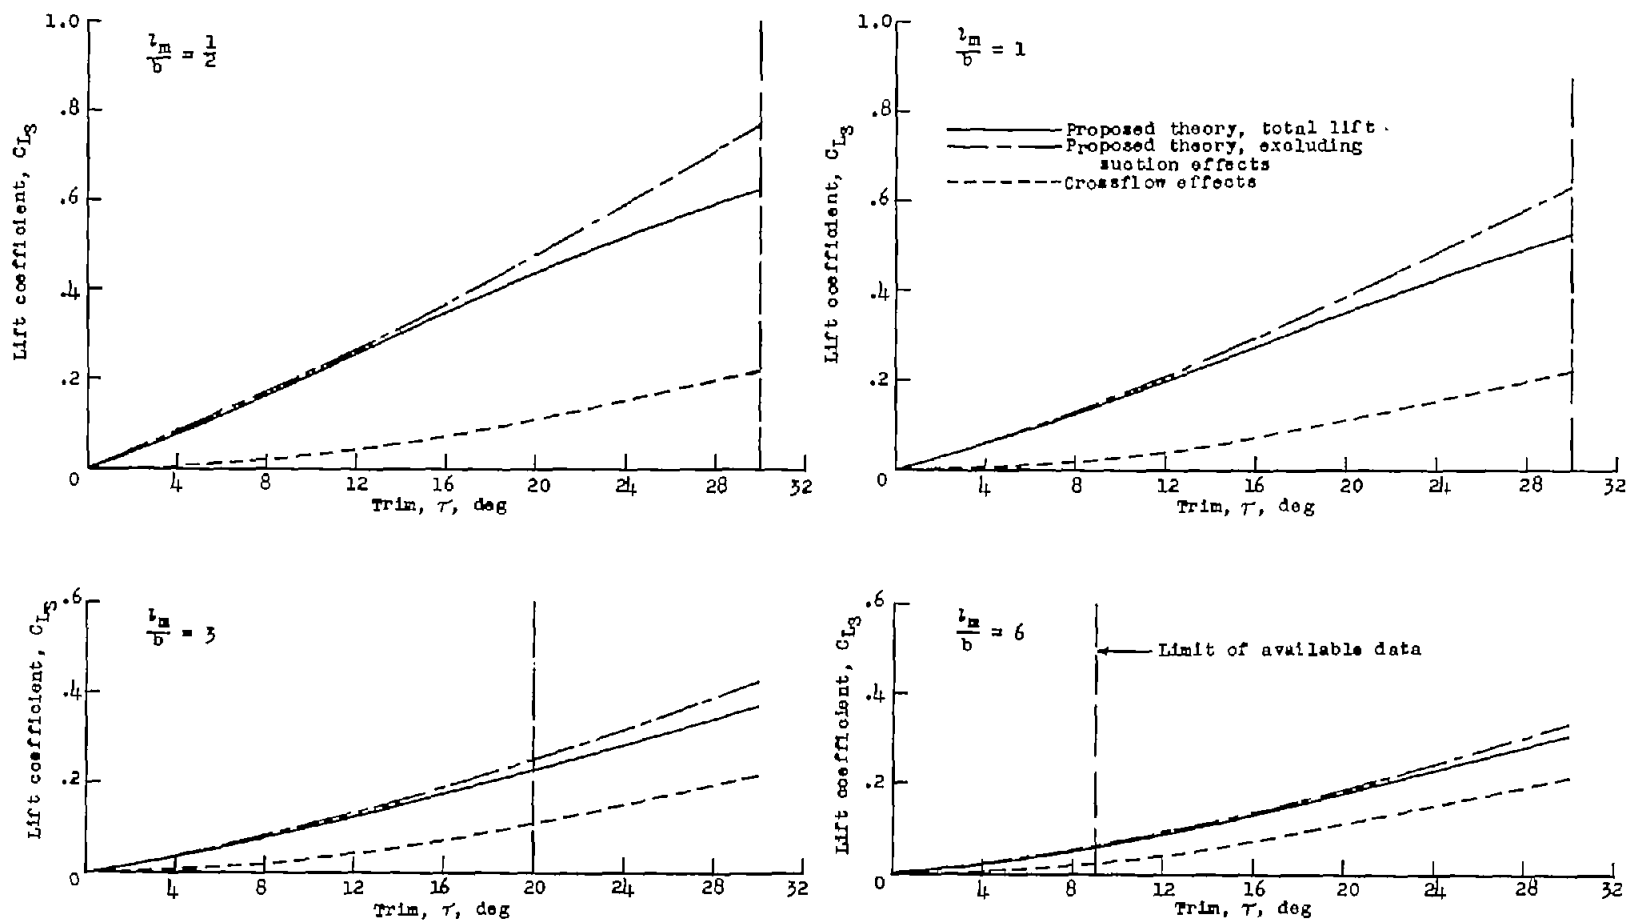 l_m/b = 1/2
1.0
.8
.6
.4
.2
0
Lift coefficient, C_LS
4 8 12 16 20 24 28 32
Trim, τ, deg
l_m/b = 1
1.0
.8
.6
.4
.2
0
Lift coefficient, C_LS
Proposed theory, total lift
Proposed theory, excluding
suction effects
Crossflow effects
4 8 12 16 20 24 28 32
Trim, τ, deg
l_m/b = 3
.6
.4
.2
0
Lift coefficient, C_LS
4 8 12 16 20 24 28 32
Trim, τ, deg
l_m/b = 6
.6
.4
.2
0
Lift coefficient, C_LS
Limit of available data
4 8 12 16 20 24 28 32
Trim, τ, deg